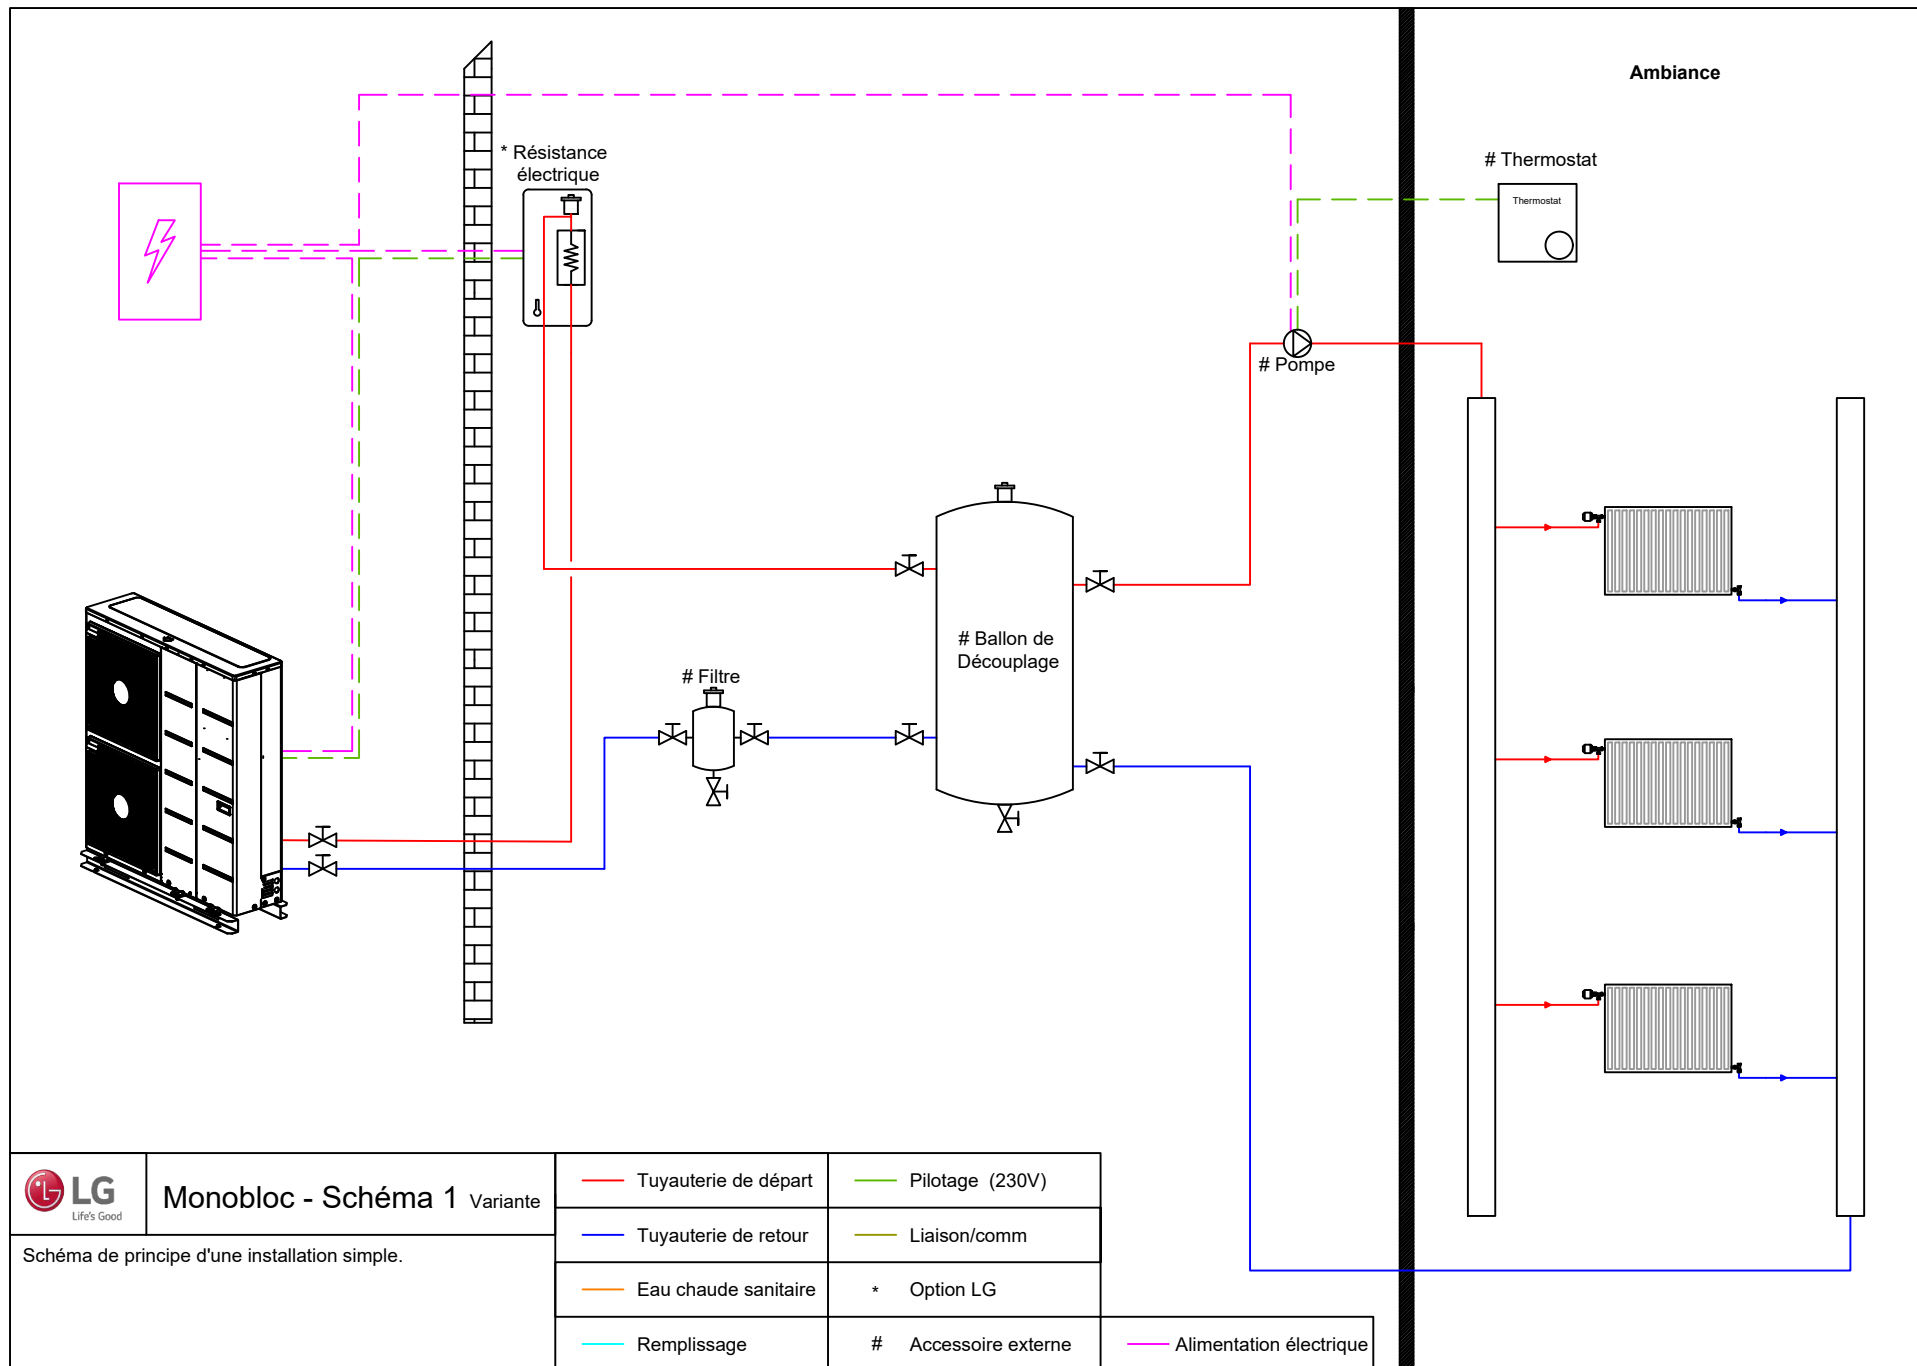 Ambiance
* Résistance
électrique
# Thermostat
Thermostat
# Pompe
# Ballon de
Découplage
# Filtre
LG
Life's Good
Monobloc - Schéma 1 Variante
Schéma de principe d'une installation simple.
Tuyauterie de départ
Pilotage (230V)
Tuyauterie de retour
Liaison/comm
Eau chaude sanitaire
* Option LG
Remplissage
# Accessoire externe
Alimentation électrique